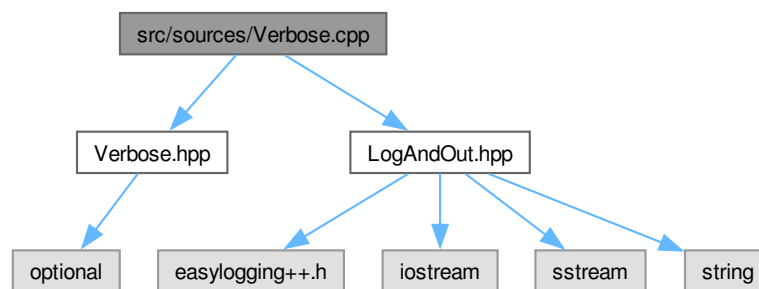 src/sources/Verbose.cpp
Verbose.hpp
LogAndOut.hpp
optional
easylogging++.h
iostream
sstream
string